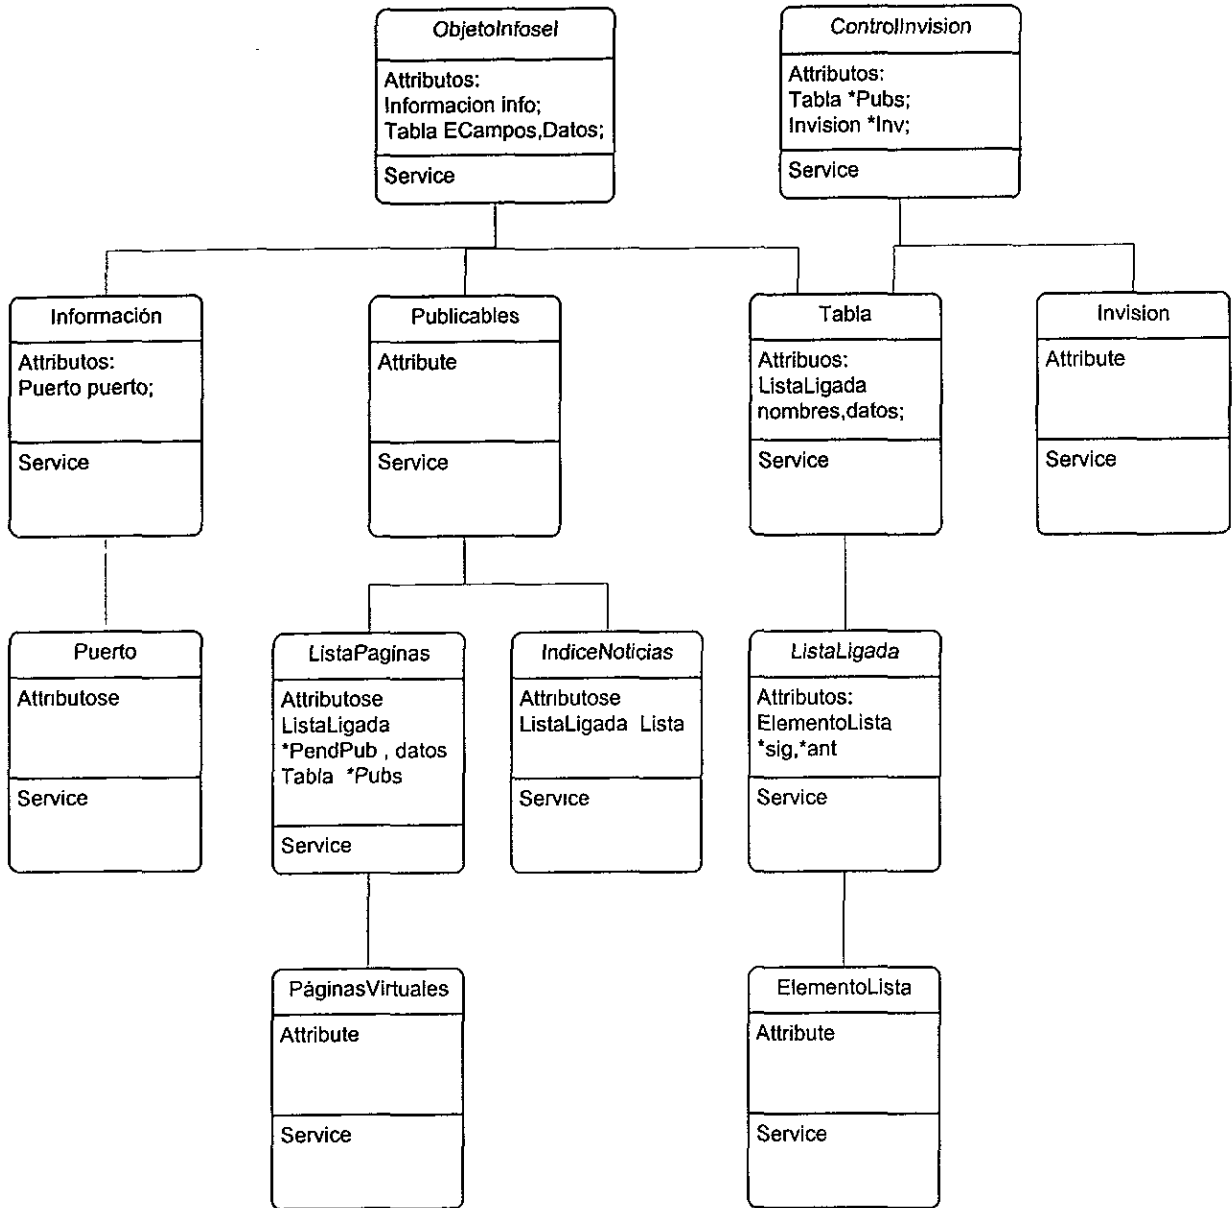 ObjetoInfosel
Attributos:
Informacion info;
Tabla ECampos,Datos;
Service
ControlInvision
Attributos:
Tabla *Pubs;
Invision *Inv;
Service
Información
Attributos:
Puerto puerto;
Service
Publicables
Attribute
Service
Tabla
Attribuos:
ListaLigada
nombres,datos;
Service
Invision
Attribute
Service
Puerto
Attributose
Service
ListaPaginas
Attributose
ListaLigada
*PendPub , datos
Tabla *Pubs
Service
IndiceNoticias
Attributose
ListaLigada Lista
Service
ListaLigada
Attributos:
ElementoLista
*sig,*ant
Service
PáginasVirtuales
Attribute
Service
ElementoLista
Attribute
Service